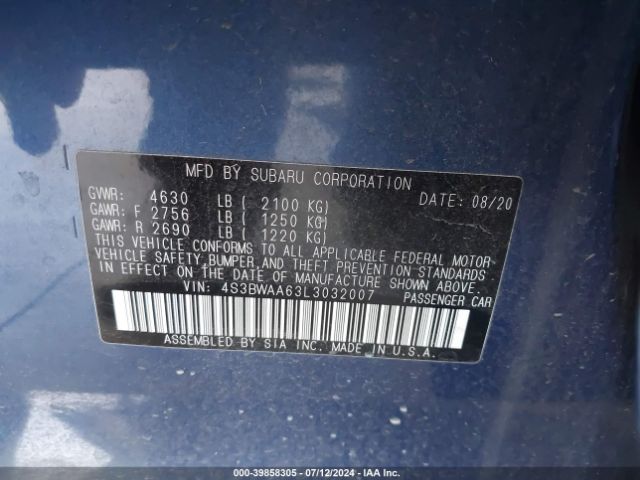 MFD BY SUBARU CORPORATION
GVWR: 4630 LB ( 2100 KG) DATE: 08/20
GAWR: F 2756 LB ( 1250 KG)
GAWR: R 2690 LB ( 1220 KG)
THIS VEHICLE CONFORMS TO ALL APPLICABLE FEDERAL MOTOR
VEHICLE SAFETY, BUMPER, AND THEFT PREVENTION STANDARDS
IN EFFECT ON THE DATE OF MANUFACTURE SHOWN ABOVE.
VIN: 4S3BWAA63L3032007 PASSENGER CAR
ASSEMBLED BY SIA INC. MADE IN U.S.A.
000-39858305 - 07/12/2024 - IAA Inc.